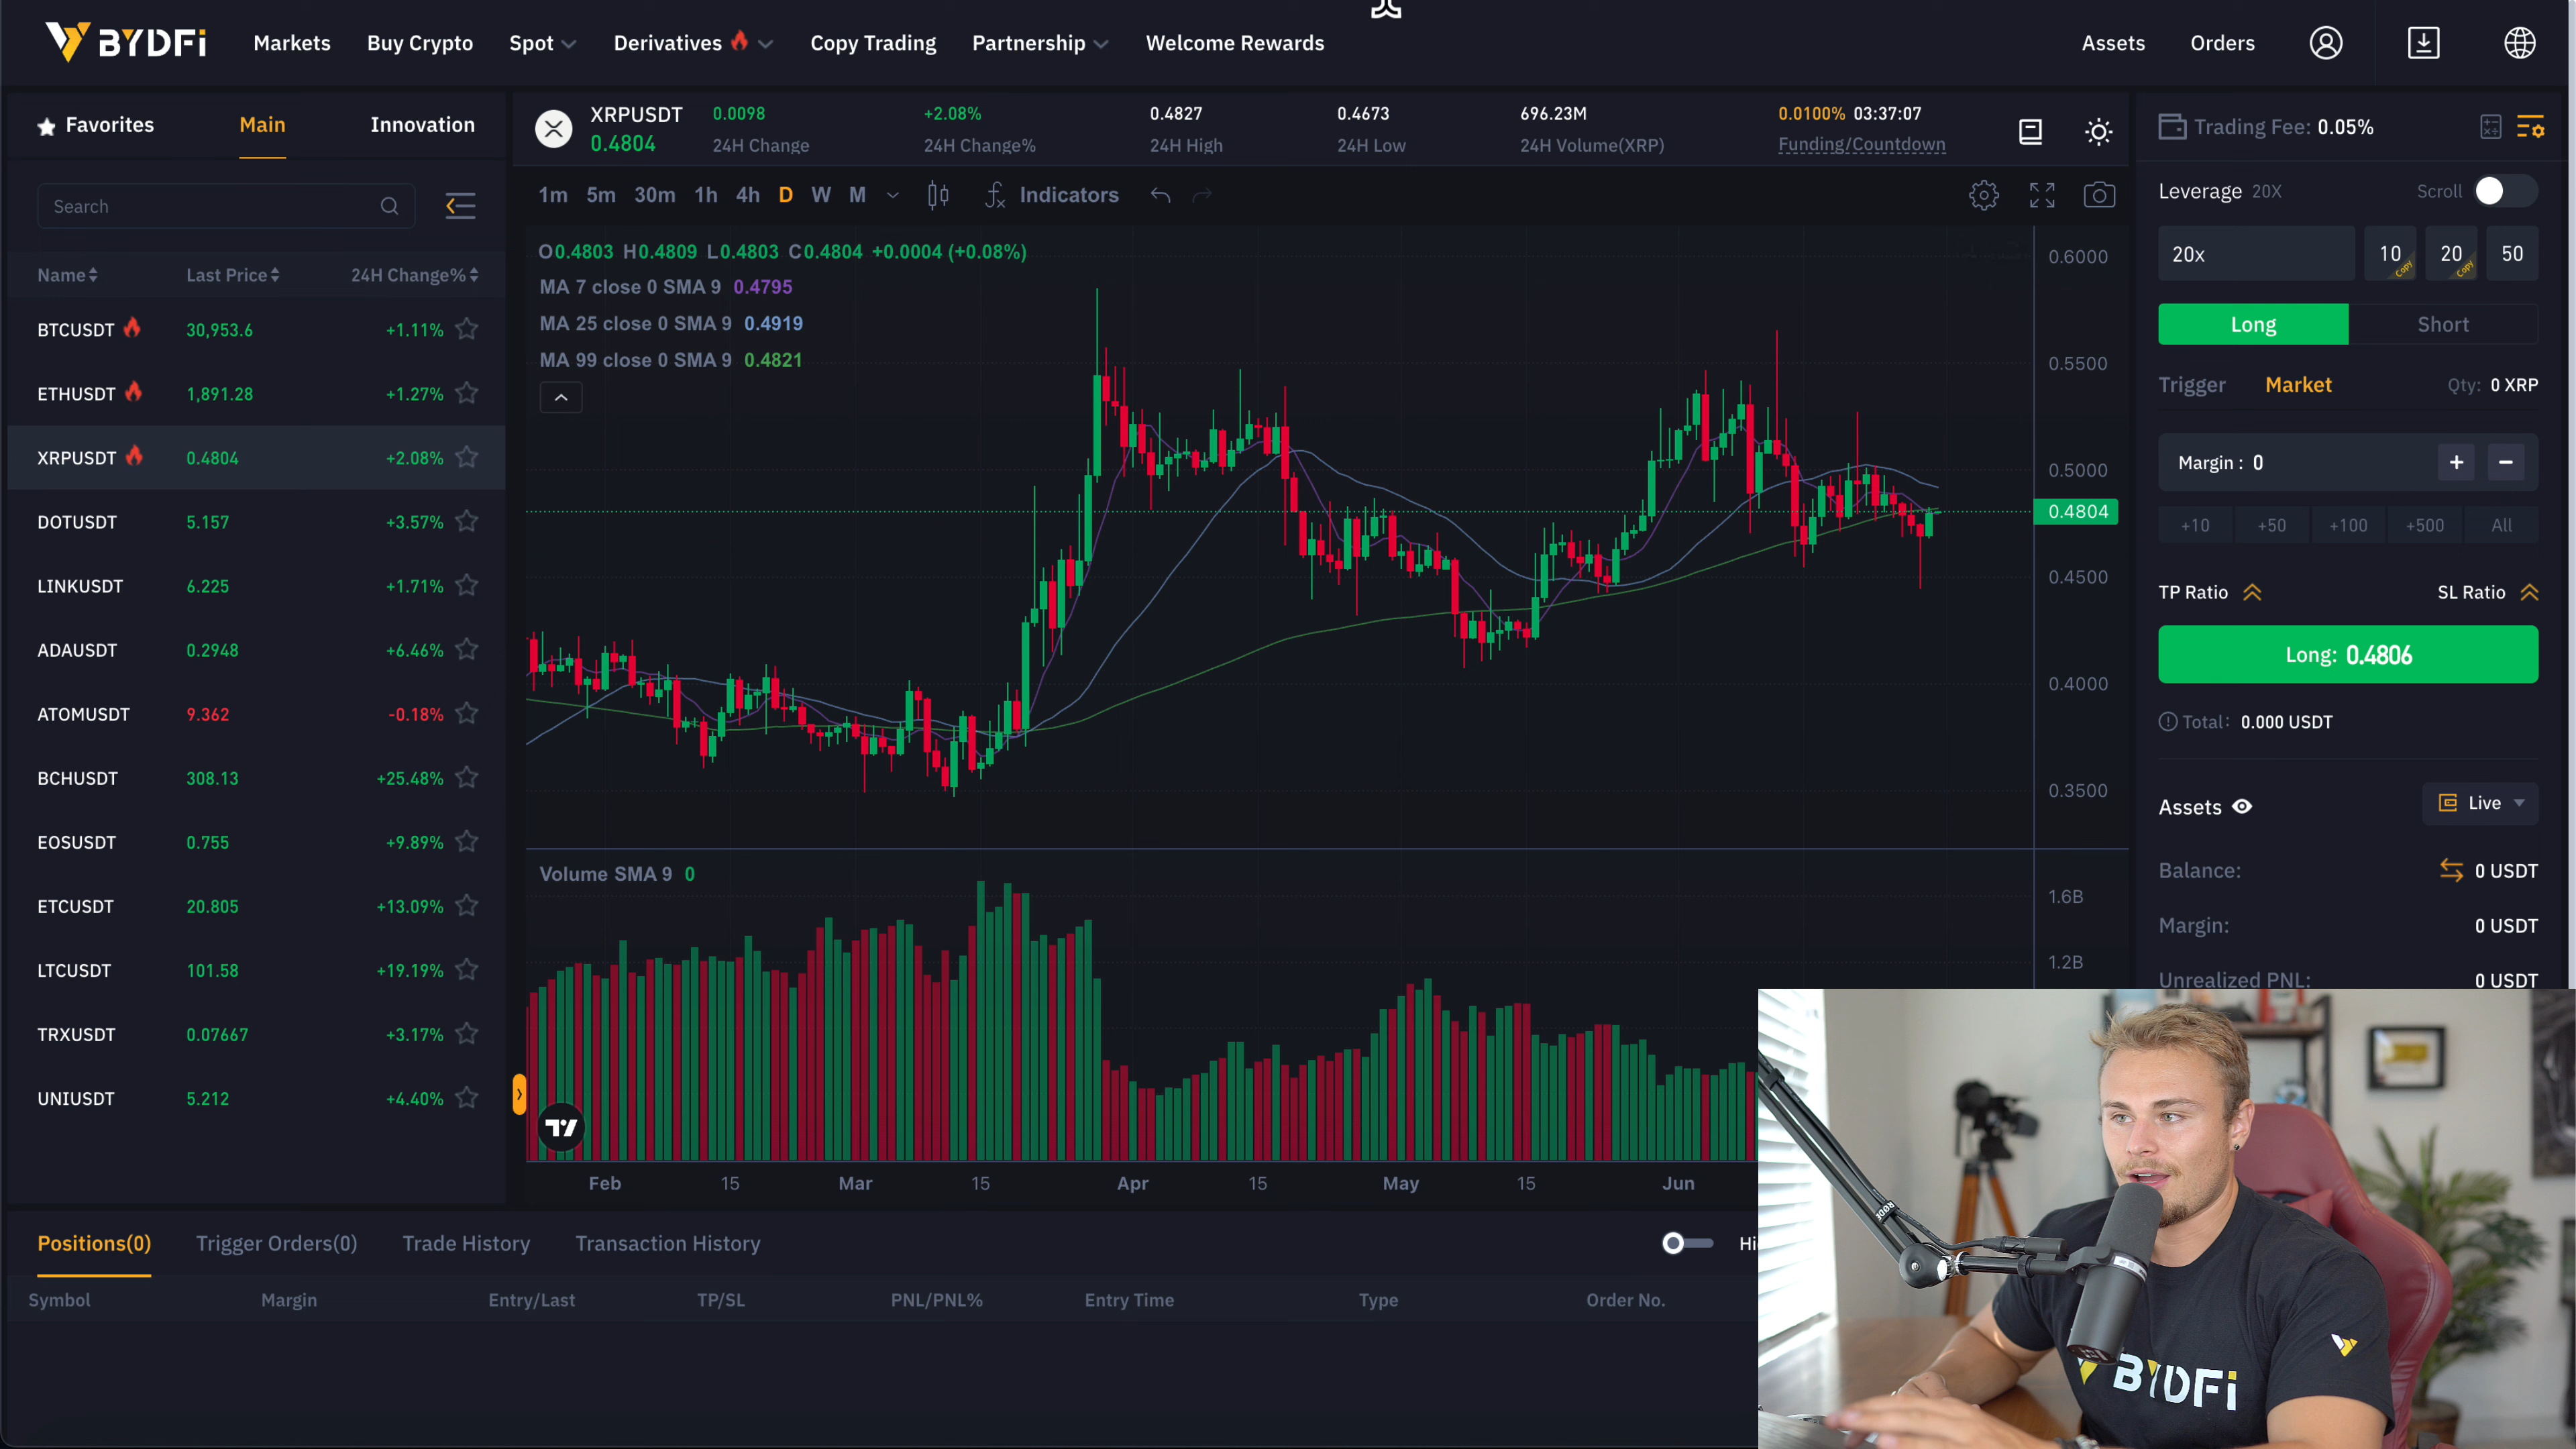 BYDFi Markets Buy Crypto Spot Derivatives Copy Trading Partnership Welcome Rewards Assets Orders
Favorites Main Innovation
Search
Name Last Price 24H Change%
BTCUSDT 30,953.6 +1.11%
ETHUSDT 1,891.28 +1.27%
XRPUSDT 0.4804 +2.08%
DOTUSDT 5.157 +3.57%
LINKUSDT 6.225 +1.71%
ADAUSDT 0.2948 +6.46%
ATOMUSDT 9.362 -0.18%
BCHUSDT 308.13 +25.48%
EOSUSDT 0.755 +9.89%
ETCUSDT 20.805 +13.09%
LTCUSDT 101.58 +19.19%
TRXUSDT 0.07667 +3.17%
UNIUSDT 5.212 +4.40%
XRPUSDT 0.0098 +2.08% 0.4827 0.4673 696.23M 0.0100% 03:37:07
0.4804 24H Change 24H Change% 24H High 24H Low 24H Volume(XRP) Funding/Countdown
1m 5m 30m 1h 4h D W M Indicators
O0.4803 H0.4809 L0.4803 C0.4804 +0.0004 (+0.08%)
MA 7 close 0 SMA 9 0.4795
MA 25 close 0 SMA 9 0.4919
MA 99 close 0 SMA 9 0.4821
0.6000
0.5500
0.5000
0.4804
0.4500
0.4000
0.3500
Volume SMA 9 0
1.6B
1.2B
Feb 15 Mar 15 Apr 15 May 15 Jun
Trading Fee: 0.05%
Leverage 20X Scroll
20x 10 Copy 20 Copy 50
Long Short
Trigger Market Qty: 0 XRP
Margin : 0 + −
+10 +50 +100 +500 All
TP Ratio SL Ratio
Long: 0.4806
Total: 0.000 USDT
Assets Live
Balance: 0 USDT
Margin: 0 USDT
Unrealized PNL: 0 USDT
Positions(0) Trigger Orders(0) Trade History Transaction History
Symbol Margin Entry/Last TP/SL PNL/PNL% Entry Time Type Order No.
RØDE
BYDFi